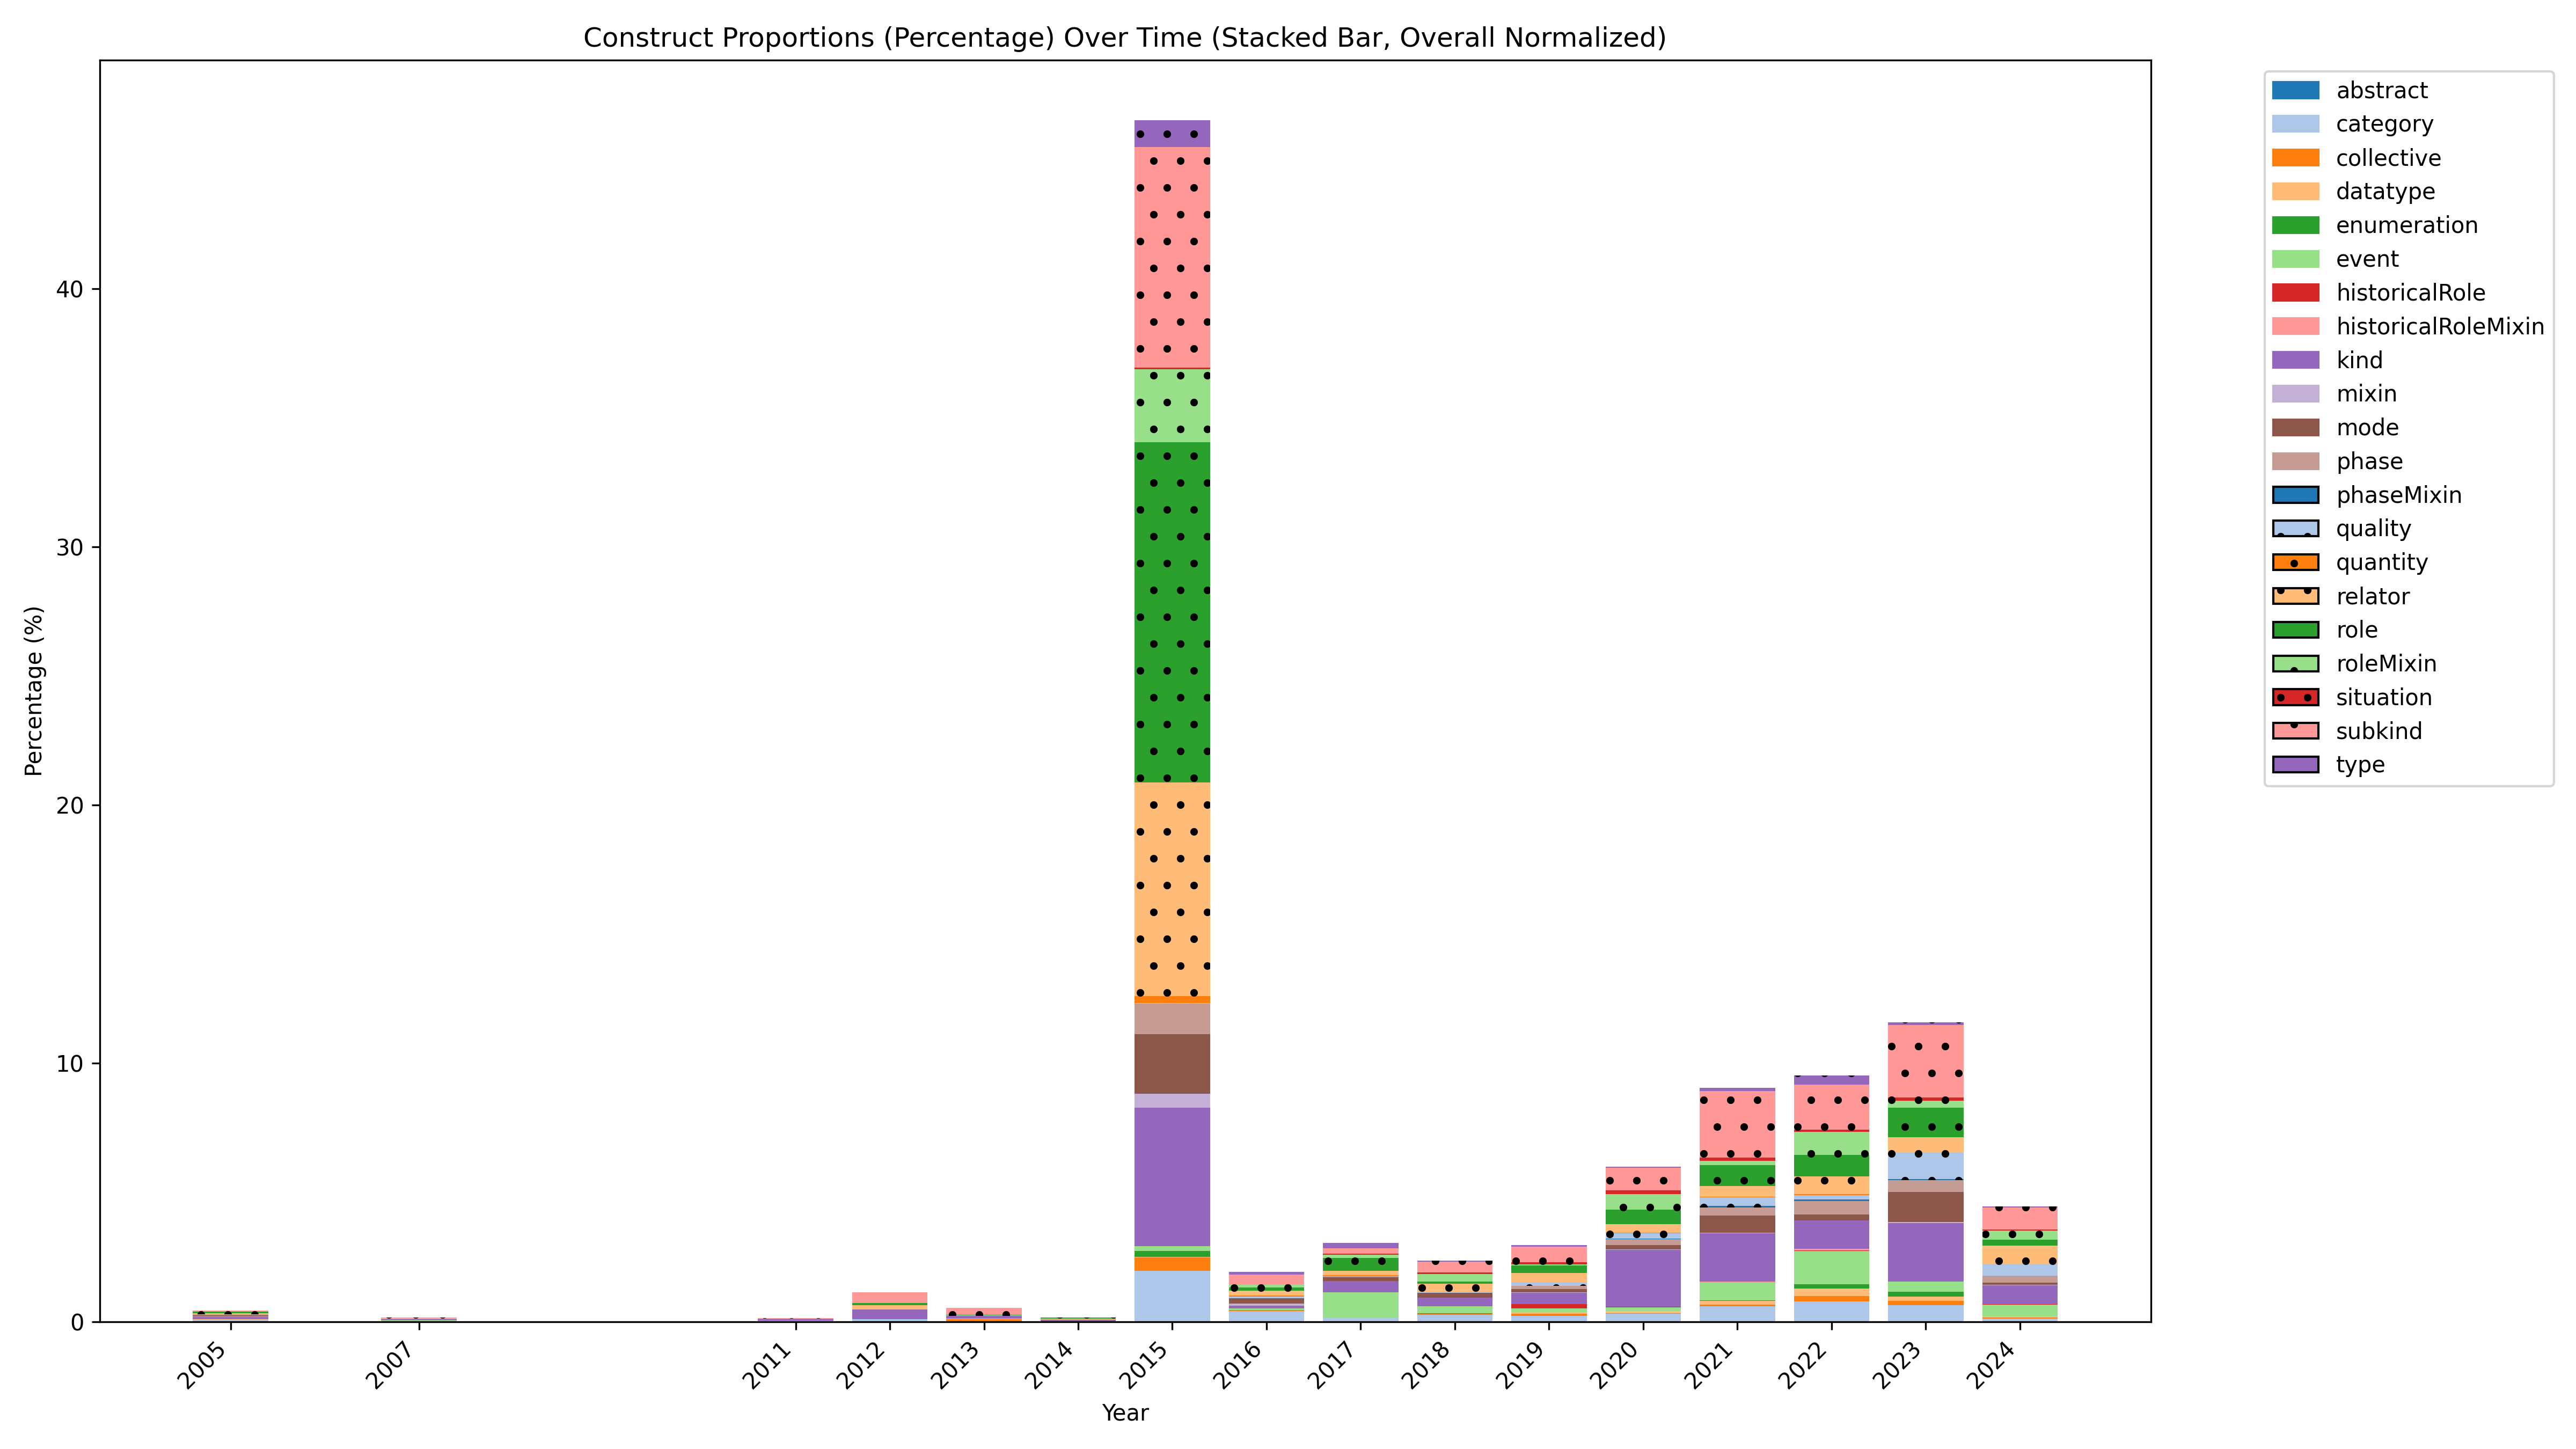 Construct Proportions (Percentage) Over Time (Stacked Bar, Overall Normalized)
Percentage (%)
40
30
20
10
0
2005
2007
2011
2012
2013
2014
2015
2016
2017
2018
2019
2020
2021
2022
2023
2024
Year
abstract
category
collective
datatype
enumeration
event
historicalRole
historicalRoleMixin
kind
mixin
mode
phase
phaseMixin
quality
quantity
relator
role
roleMixin
situation
subkind
type